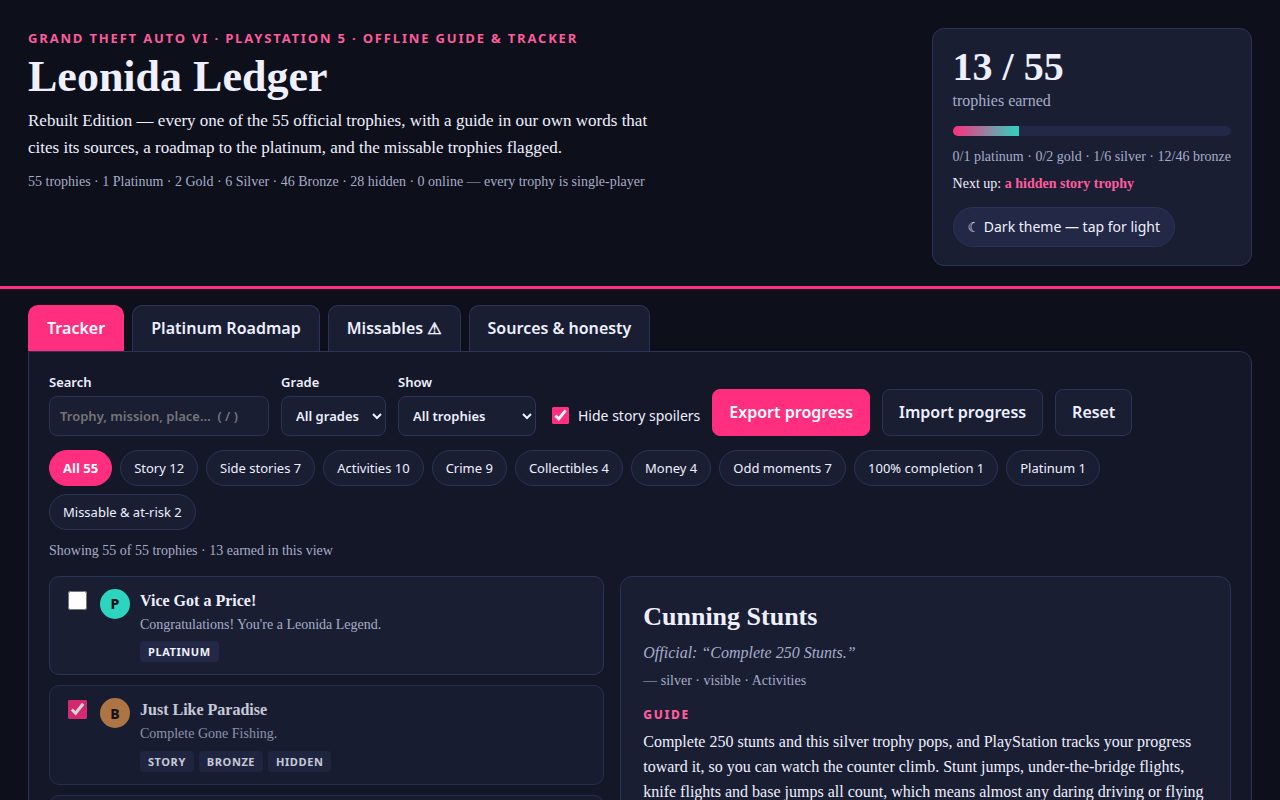 GRAND THEFT AUTO VI · PLAYSTATION 5 · OFFLINE GUIDE & TRACKER
Leonida Ledger
Rebuilt Edition — every one of the 55 official trophies, with a guide in our own words that
cites its sources, a roadmap to the platinum, and the missable trophies flagged.
55 trophies · 1 Platinum · 2 Gold · 6 Silver · 46 Bronze · 28 hidden · 0 online — every trophy is single-player
13 / 55
trophies earned
0/1 platinum · 0/2 gold · 1/6 silver · 12/46 bronze
Next up: a hidden story trophy
☾ Dark theme — tap for light
Tracker
Platinum Roadmap
Missables ⚠
Sources & honesty
Search
Trophy, mission, place... ( / )
Grade
All grades
Show
All trophies
Hide story spoilers
Export progress
Import progress
Reset
All 55
Story 12
Side stories 7
Activities 10
Crime 9
Collectibles 4
Money 4
Odd moments 7
100% completion 1
Platinum 1
Missable & at-risk 2
Showing 55 of 55 trophies · 13 earned in this view
P
Vice Got a Price!
Congratulations! You're a Leonida Legend.
PLATINUM
B
Just Like Paradise
Complete Gone Fishing.
STORY
BRONZE
HIDDEN
Cunning Stunts
Official: “Complete 250 Stunts.”
— silver · visible · Activities
GUIDE
Complete 250 stunts and this silver trophy pops, and PlayStation tracks your progress
toward it, so you can watch the counter climb. Stunt jumps, under-the-bridge flights,
knife flights and base jumps all count, which means almost any daring driving or flying